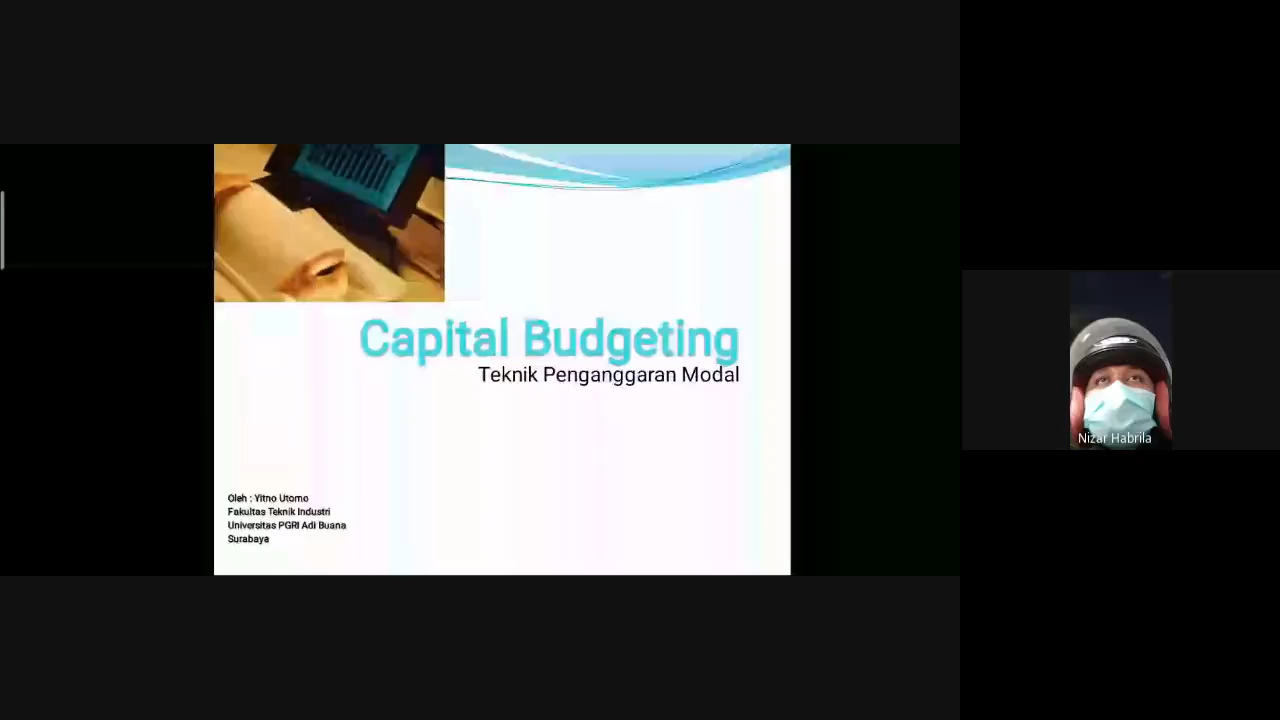 Capital Budgeting
Teknik Penganggaran Modal
Oleh : Yitno Utomo
Fakultas Teknik Industri
Universitas PGRI Adi Buana
Surabaya
Nizar Habrila